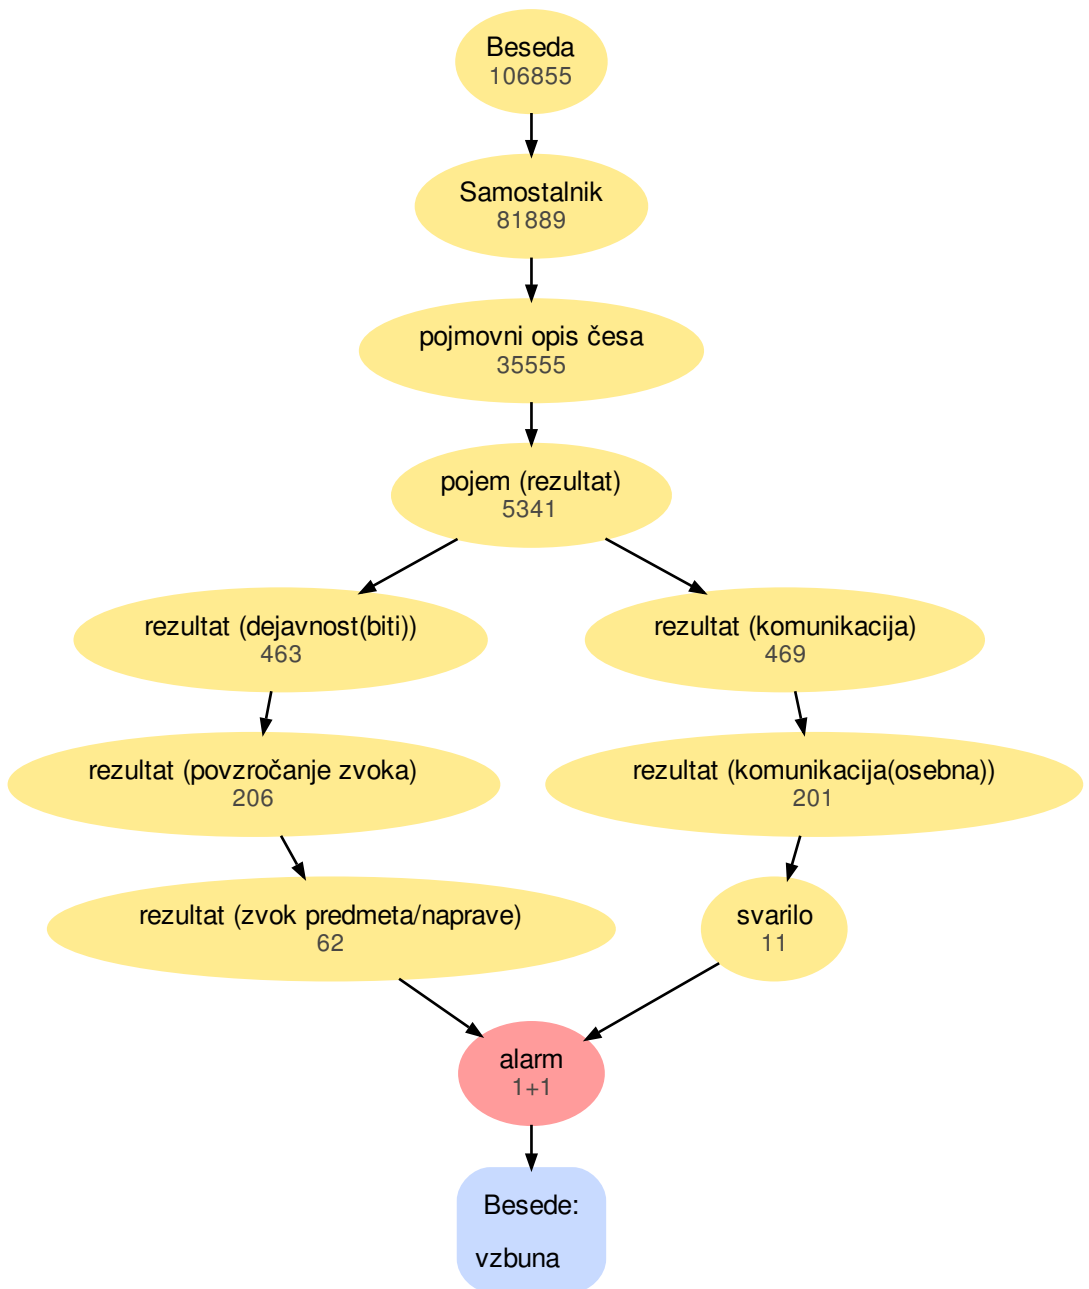 Beseda
106855
Samostalnik
81889
pojmovni opis česa
35555
pojem (rezultat)
5341
rezultat (dejavnost(biti))
463
rezultat (komunikacija)
469
rezultat (povzročanje zvoka)
206
rezultat (komunikacija(osebna))
201
rezultat (zvok predmeta/naprave)
62
svarilo
11
alarm
1+1
Besede:
vzbuna